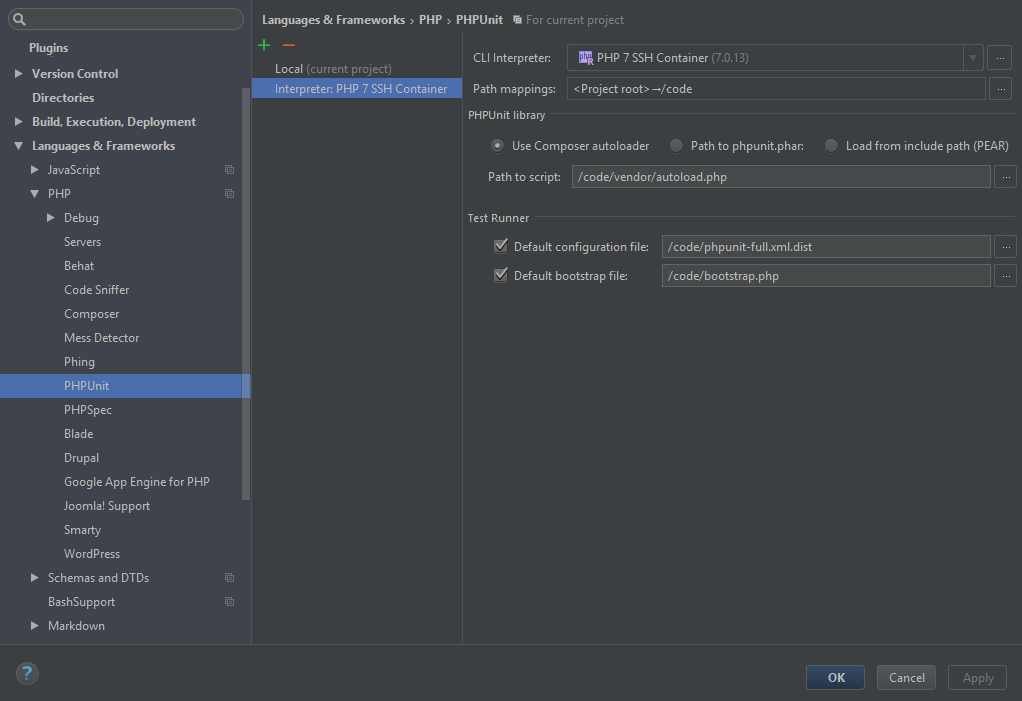 Plugins
Version Control
Directories
Build, Execution, Deployment
Languages & Frameworks
JavaScript
PHP
Debug
Servers
Behat
Code Sniffer
Composer
Mess Detector
Phing
PHPUnit
PHPSpec
Blade
Drupal
Google App Engine for PHP
Joomla! Support
Smarty
WordPress
Schemas and DTDs
BashSupport
Markdown
Languages & Frameworks › PHP › PHPUnit For current project
Local (current project)
Interpreter: PHP 7 SSH Container
CLI Interpreter: PHP 7 SSH Container (7.0.13) ...
Path mappings: <Project root>→/code ...
PHPUnit library
Use Composer autoloader Path to phpunit.phar: Load from include path (PEAR)
Path to script: /code/vendor/autoload.php ...
Test Runner
Default configuration file: /code/phpunit-full.xml.dist ...
Default bootstrap file: /code/bootstrap.php ...
? OK Cancel Apply